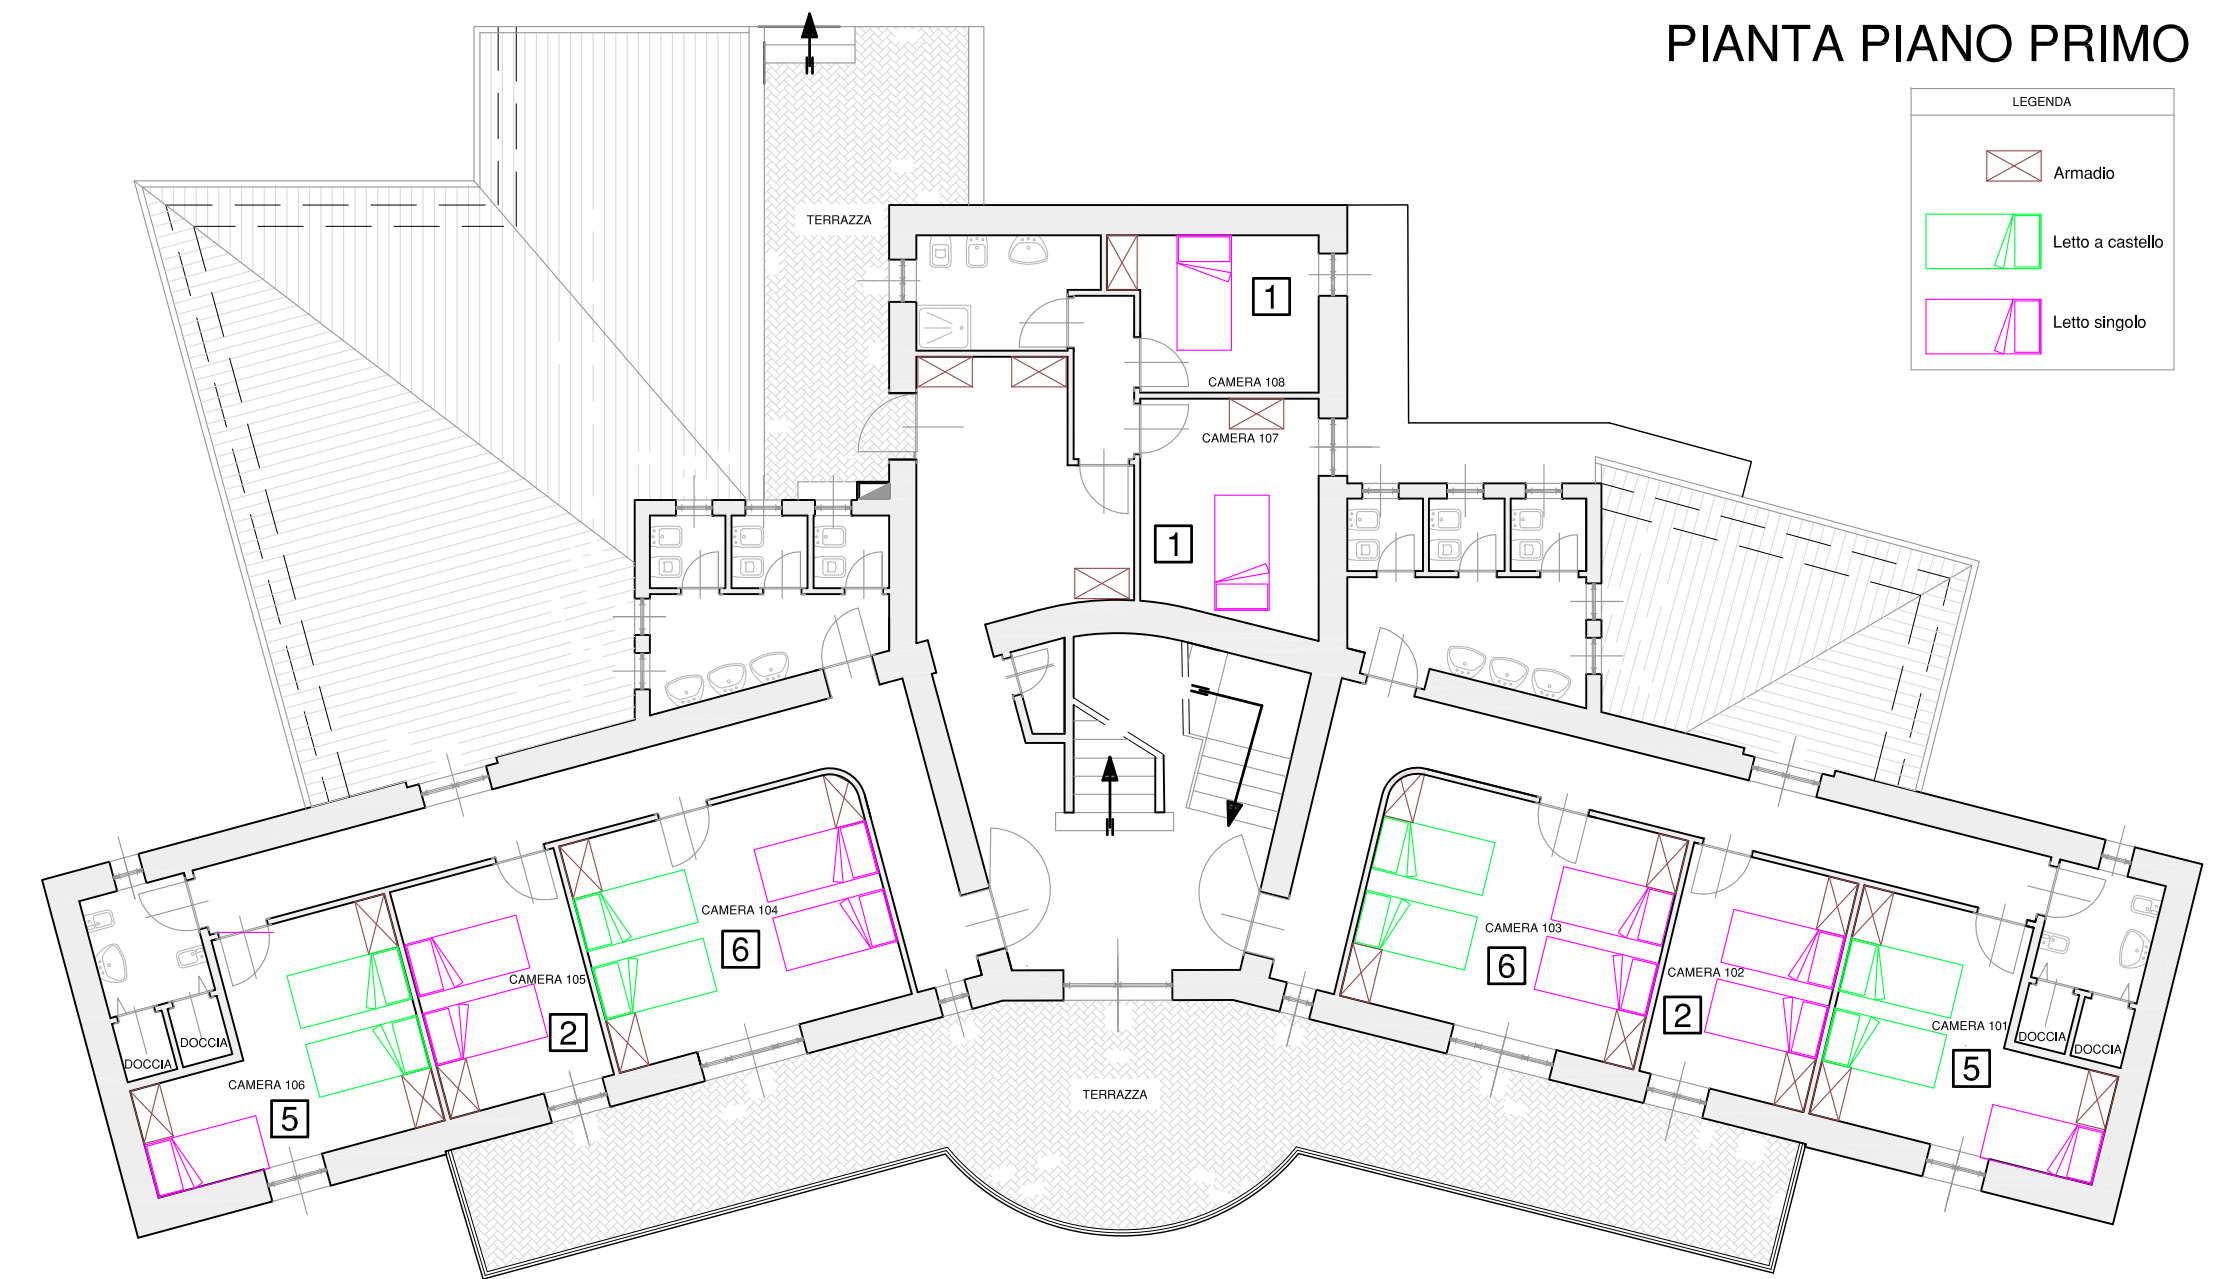 PIANTA PIANO PRIMO
LEGENDA
Armadio
Letto a castello
Letto singolo
TERRAZZA
1
CAMERA 108
CAMERA 107
1
CAMERA 104
6
CAMERA 105
2
DOCCIA
DOCCIA
CAMERA 106
5
CAMERA 103
6
CAMERA 102
2
CAMERA 101
5
DOCCIA
DOCCIA
TERRAZZA